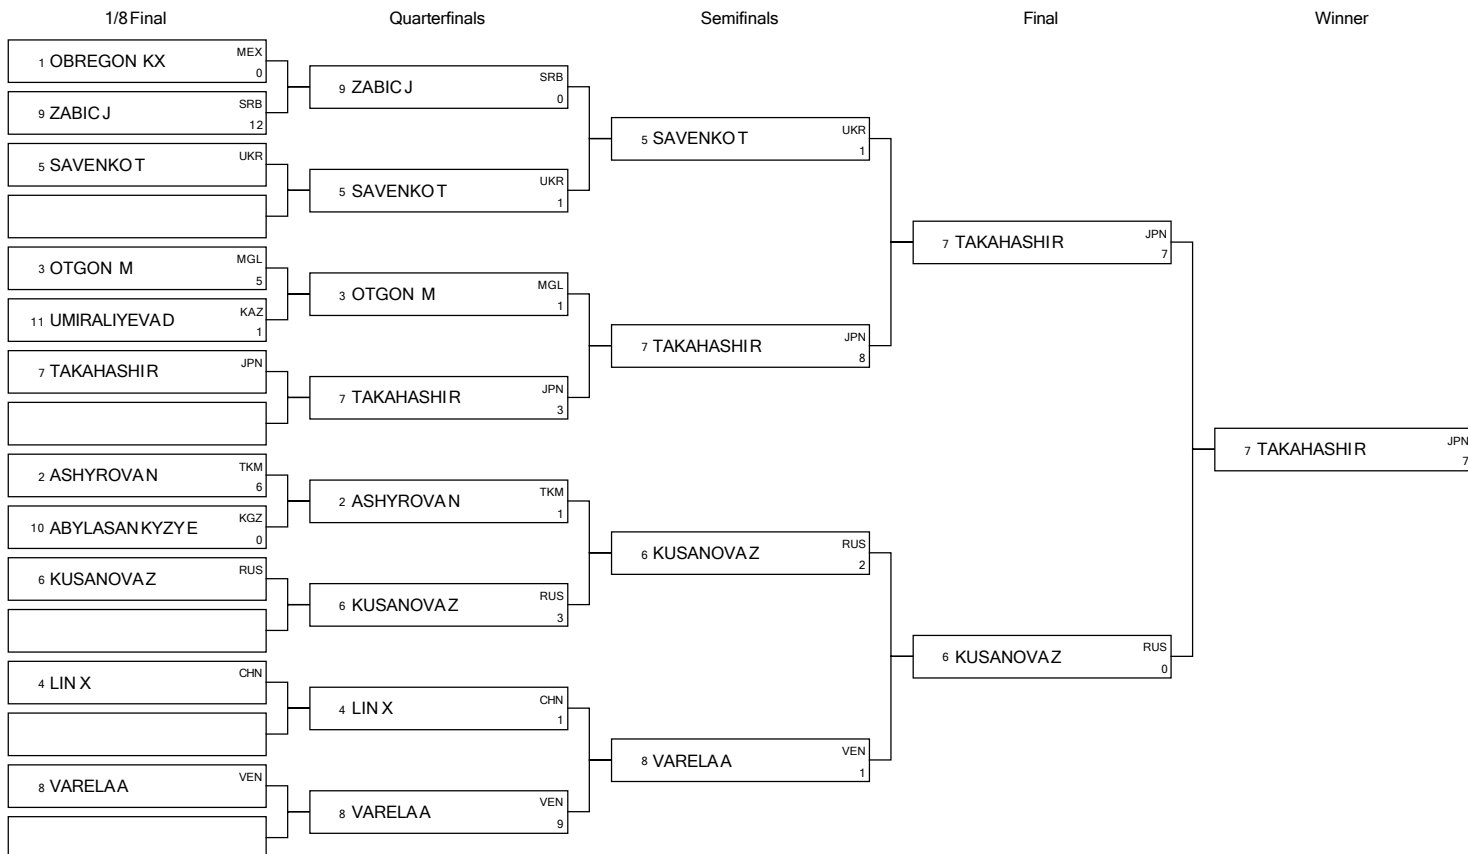 1/8 Final Quarterfinals Semifinals Final Winner
1 OBREGON KX MEX 0
9 ZABIC J SRB 12
5 SAVENKO T UKR
3 OTGON M MGL 5
11 UMIRALIYEVA D KAZ 1
7 TAKAHASHI R JPN
2 ASHYROVA N TKM 6
10 ABYLASAN KYZY E KGZ 0
6 KUSANOVA Z RUS
4 LIN X CHN
8 VARELA A VEN
9 ZABIC J SRB 0
5 SAVENKO T UKR 1
3 OTGON M MGL 1
7 TAKAHASHI R JPN 3
2 ASHYROVA N TKM 1
6 KUSANOVA Z RUS 3
4 LIN X CHN 1
8 VARELA A VEN 9
5 SAVENKO T UKR 1
7 TAKAHASHI R JPN 8
6 KUSANOVA Z RUS 2
8 VARELA A VEN 1
7 TAKAHASHI R JPN 7
6 KUSANOVA Z RUS 0
7 TAKAHASHI R JPN 7